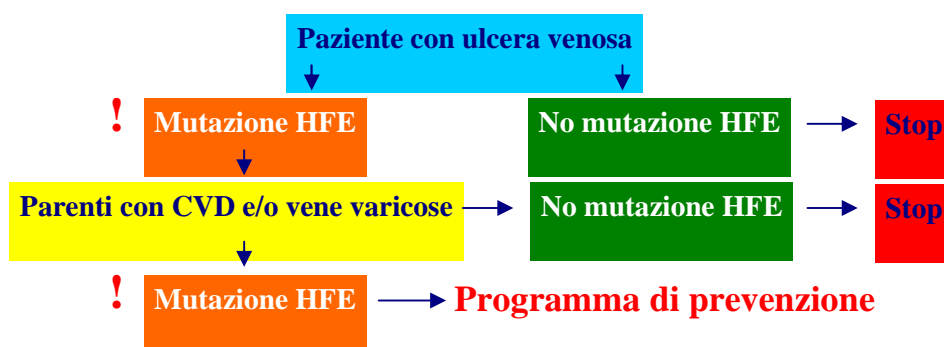 Paziente con ulcera venosa
! Mutazione HFE No mutazione HFE Stop
Parenti con CVD e/o vene varicose No mutazione HFE Stop
! Mutazione HFE Programma di prevenzione